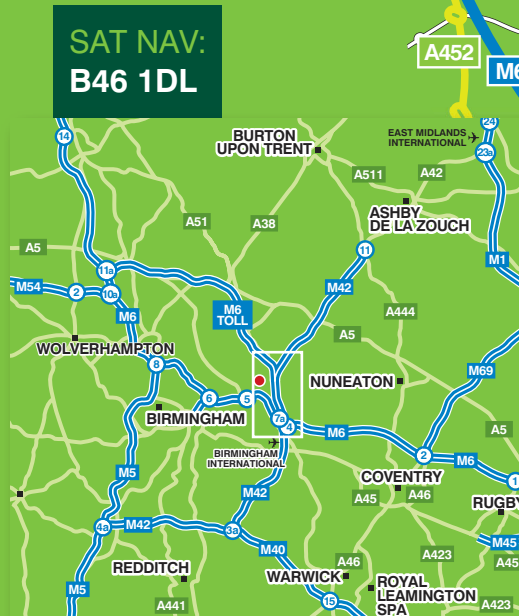 SAT NAV:
B46 1DL
A452
M6
24
14
BURTON
UPON TRENT
EAST MIDLANDS
INTERNATIONAL
23a
A511
A42
A51
A38
ASHBY
DE LA ZOUCH
A5
11
M1
11a
M54
2
10a
M42
M6
M6
TOLL
A444
A5
WOLVERHAMPTON
8
M69
NUNEATON
6
5
BIRMINGHAM
7a
4
A5
M6
BIRMINGHAM
INTERNATIONAL
2
M6
M5
COVENTRY
1
M42
A45
A46
RUGBY
4a
M42
3a
M45
M40
A423
A45
REDDITCH
A46
WARWICK
ROYAL
LEAMINGTON
SPA
M5
A441
15
A423